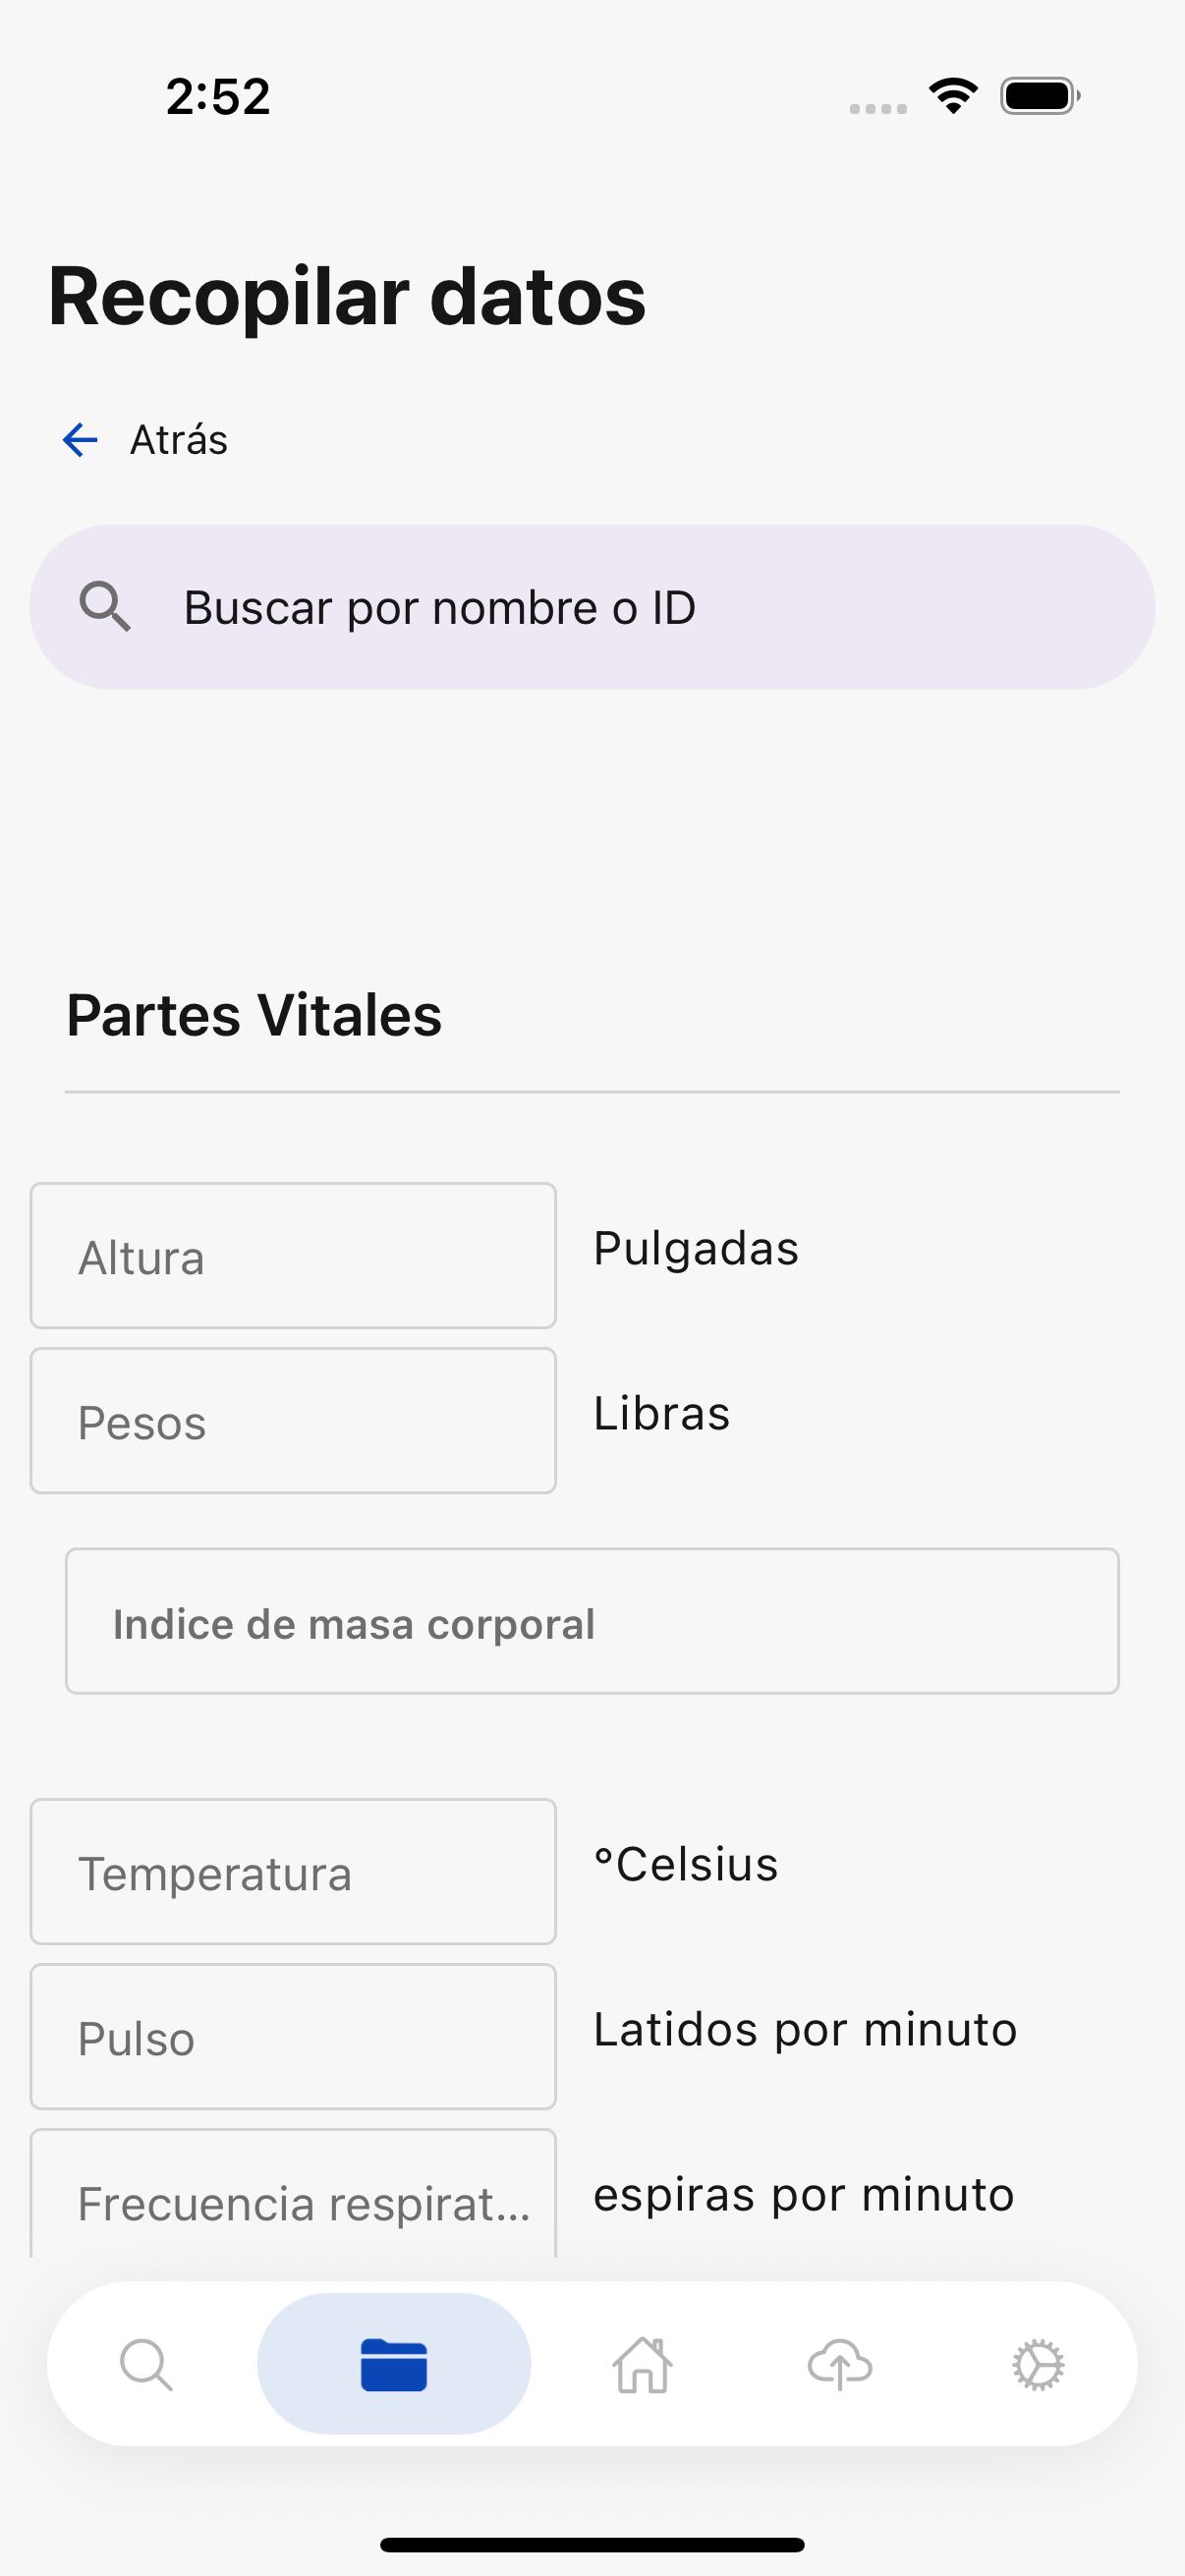 2:52
Recopilar datos
Atrás
Buscar por nombre o ID
Partes Vitales
Altura
Pulgadas
Pesos
Libras
Indice de masa corporal
Temperatura
°Celsius
Pulso
Latidos por minuto
Frecuencia respirat...
espiras por minuto